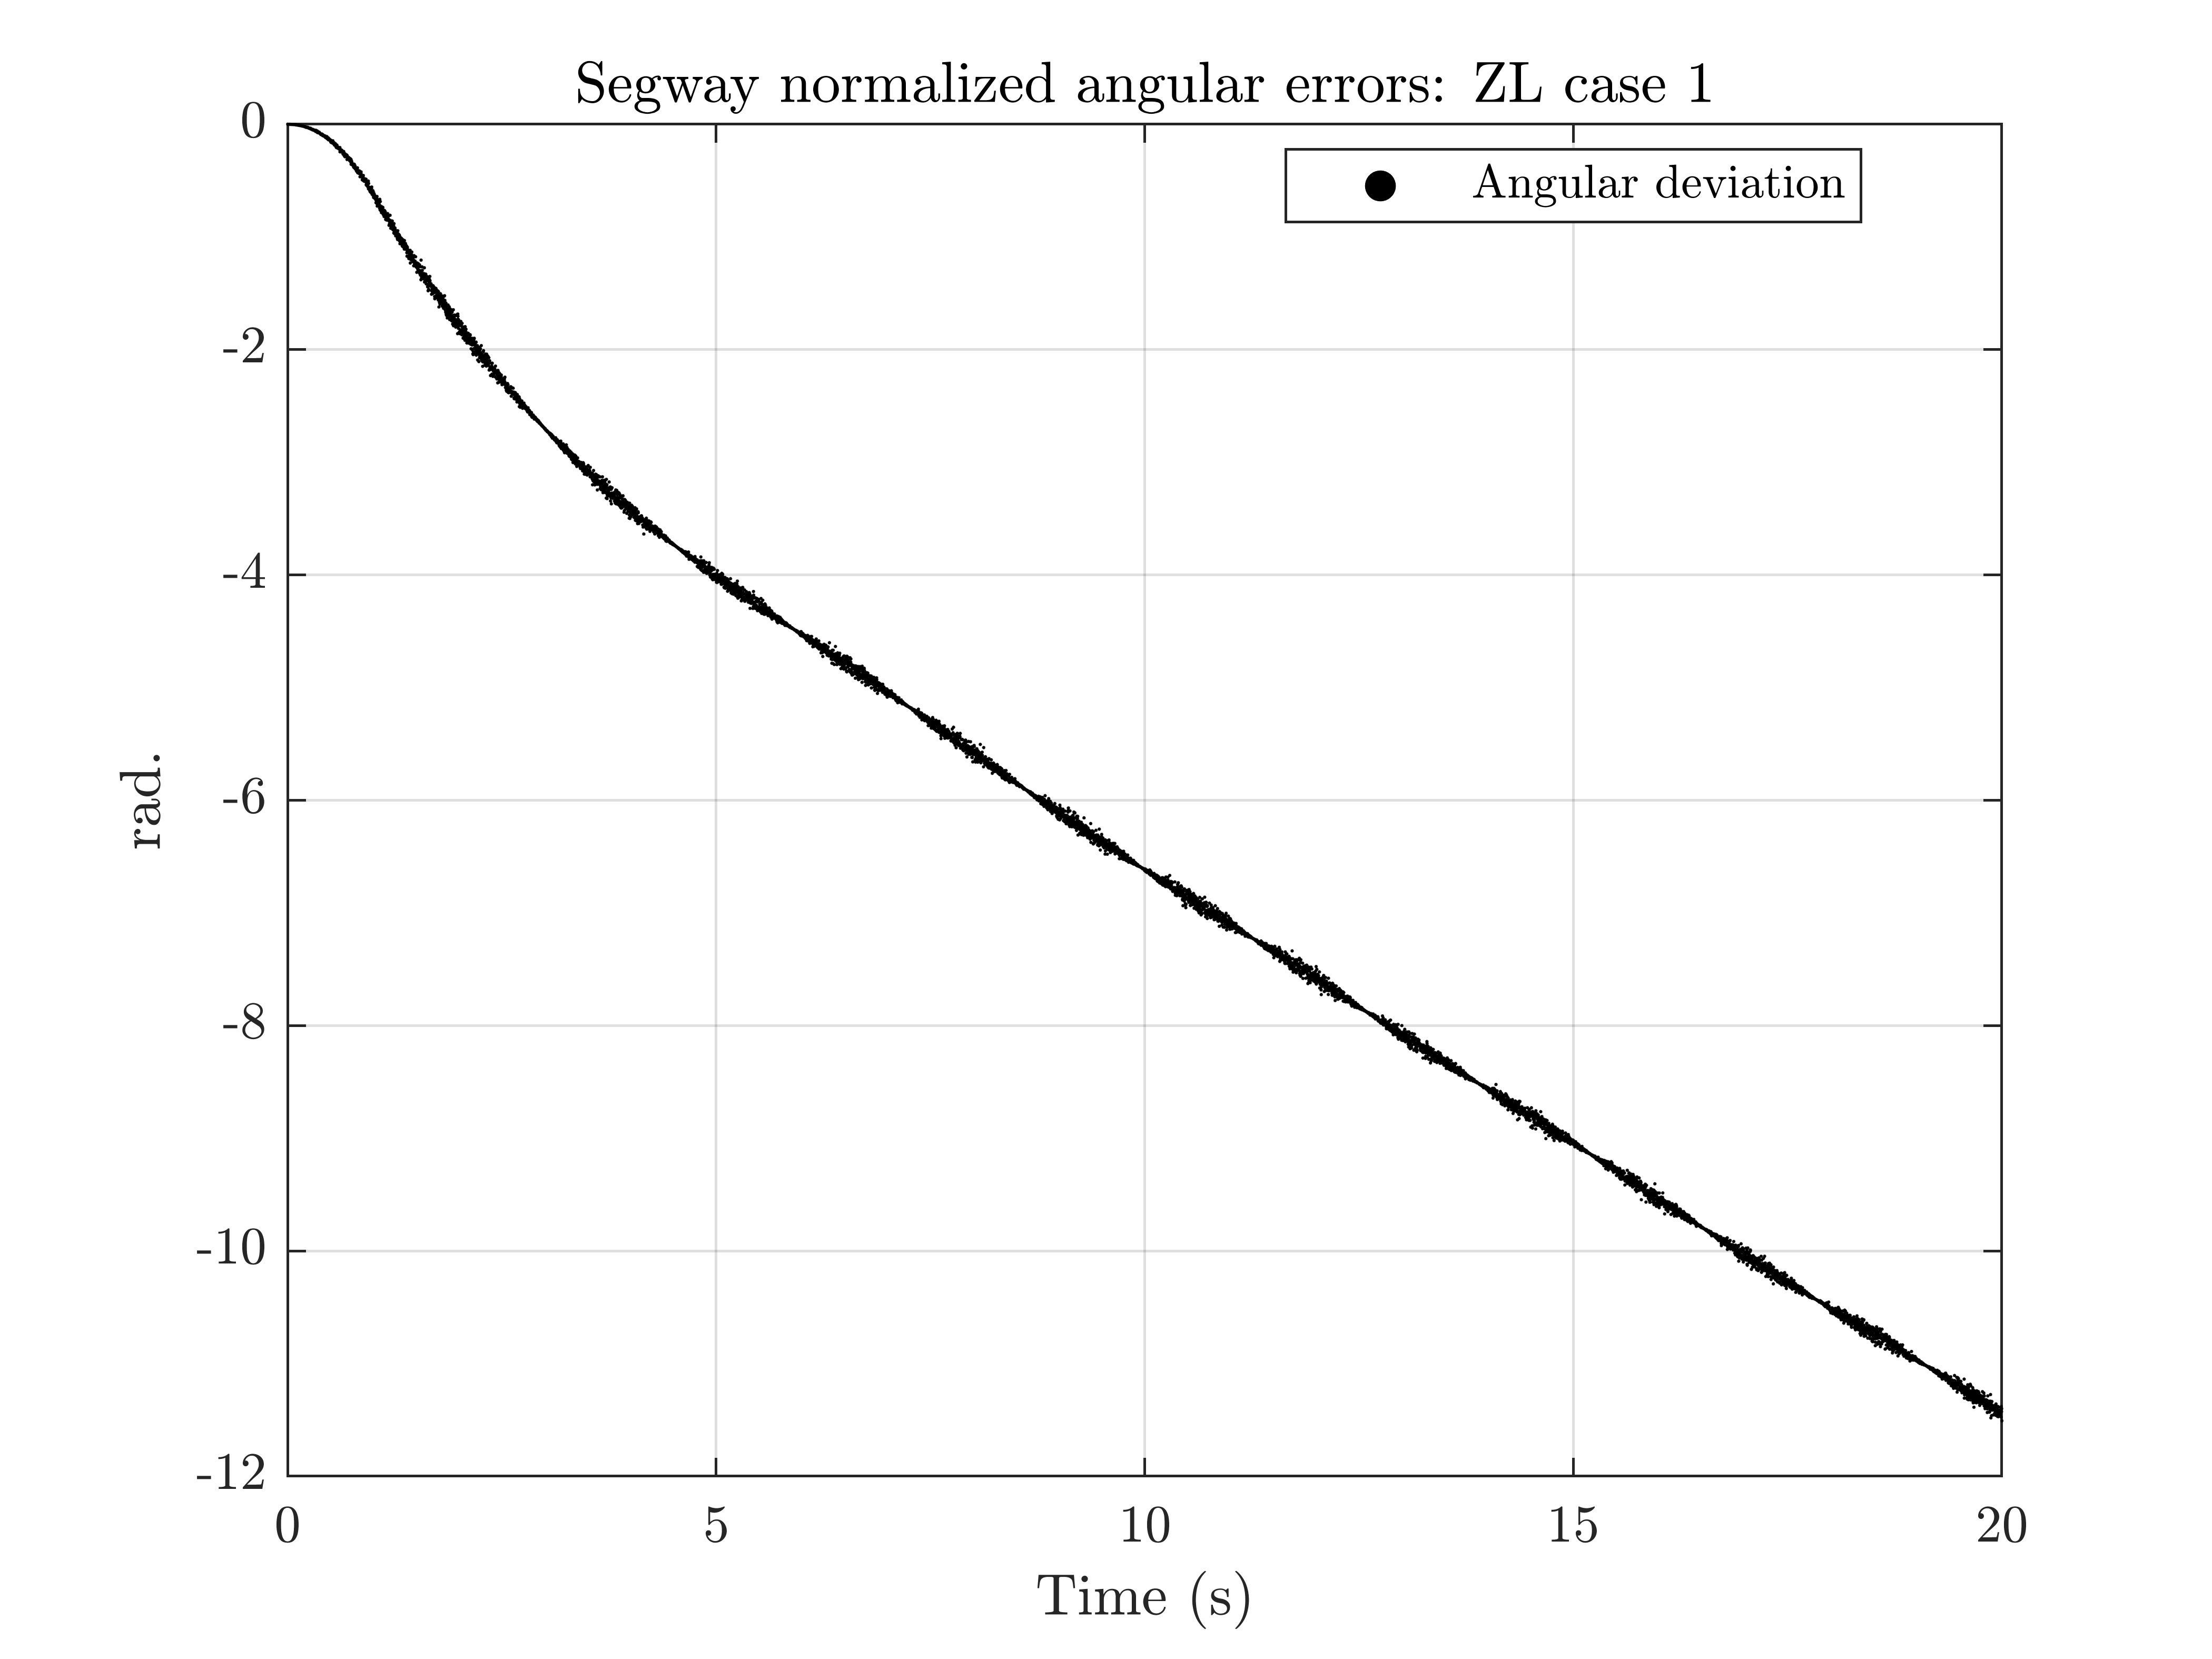 Segway normalized angular errors: ZL case 1
Angular deviation
0
-2
-4
-6
-8
-10
-12
rad.
0 5 10 15 20
Time (s)